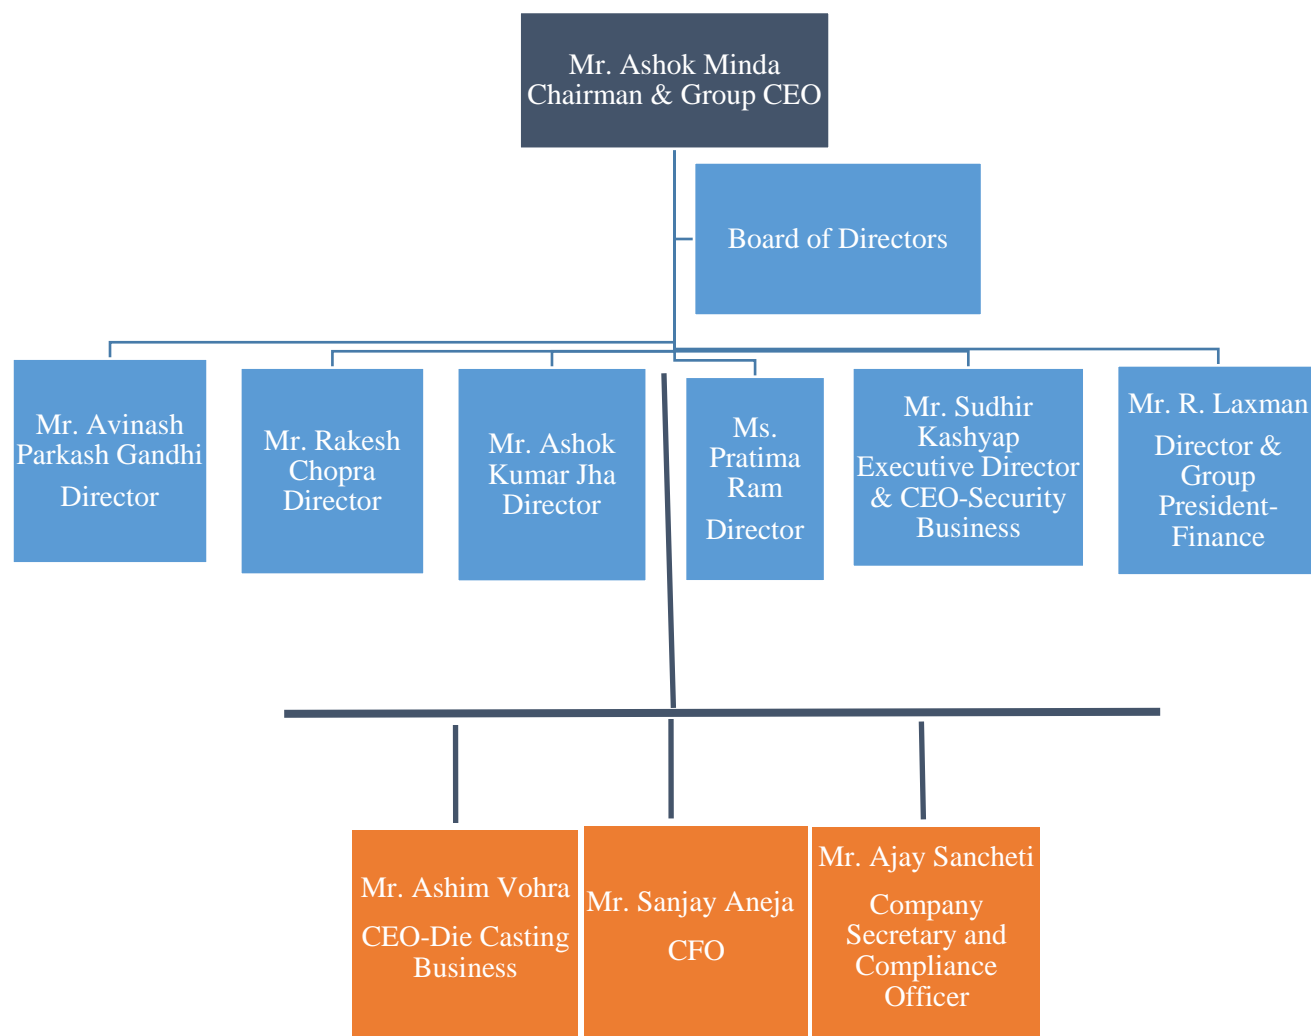 Mr. Ashok Minda
Chairman & Group CEO
Board of Directors
Mr. Avinash
Parkash Gandhi
Director
Mr. Rakesh
Chopra
Director
Mr. Ashok
Kumar Jha
Director
Ms.
Pratima
Ram
Director
Mr. Sudhir
Kashyap
Executive Director
& CEO-Security
Business
Mr. R. Laxman
Director &
Group
President-
Finance
Mr. Ashim Vohra
CEO-Die Casting
Business
Mr. Sanjay Aneja
CFO
Mr. Ajay Sancheti
Company
Secretary and
Compliance
Officer